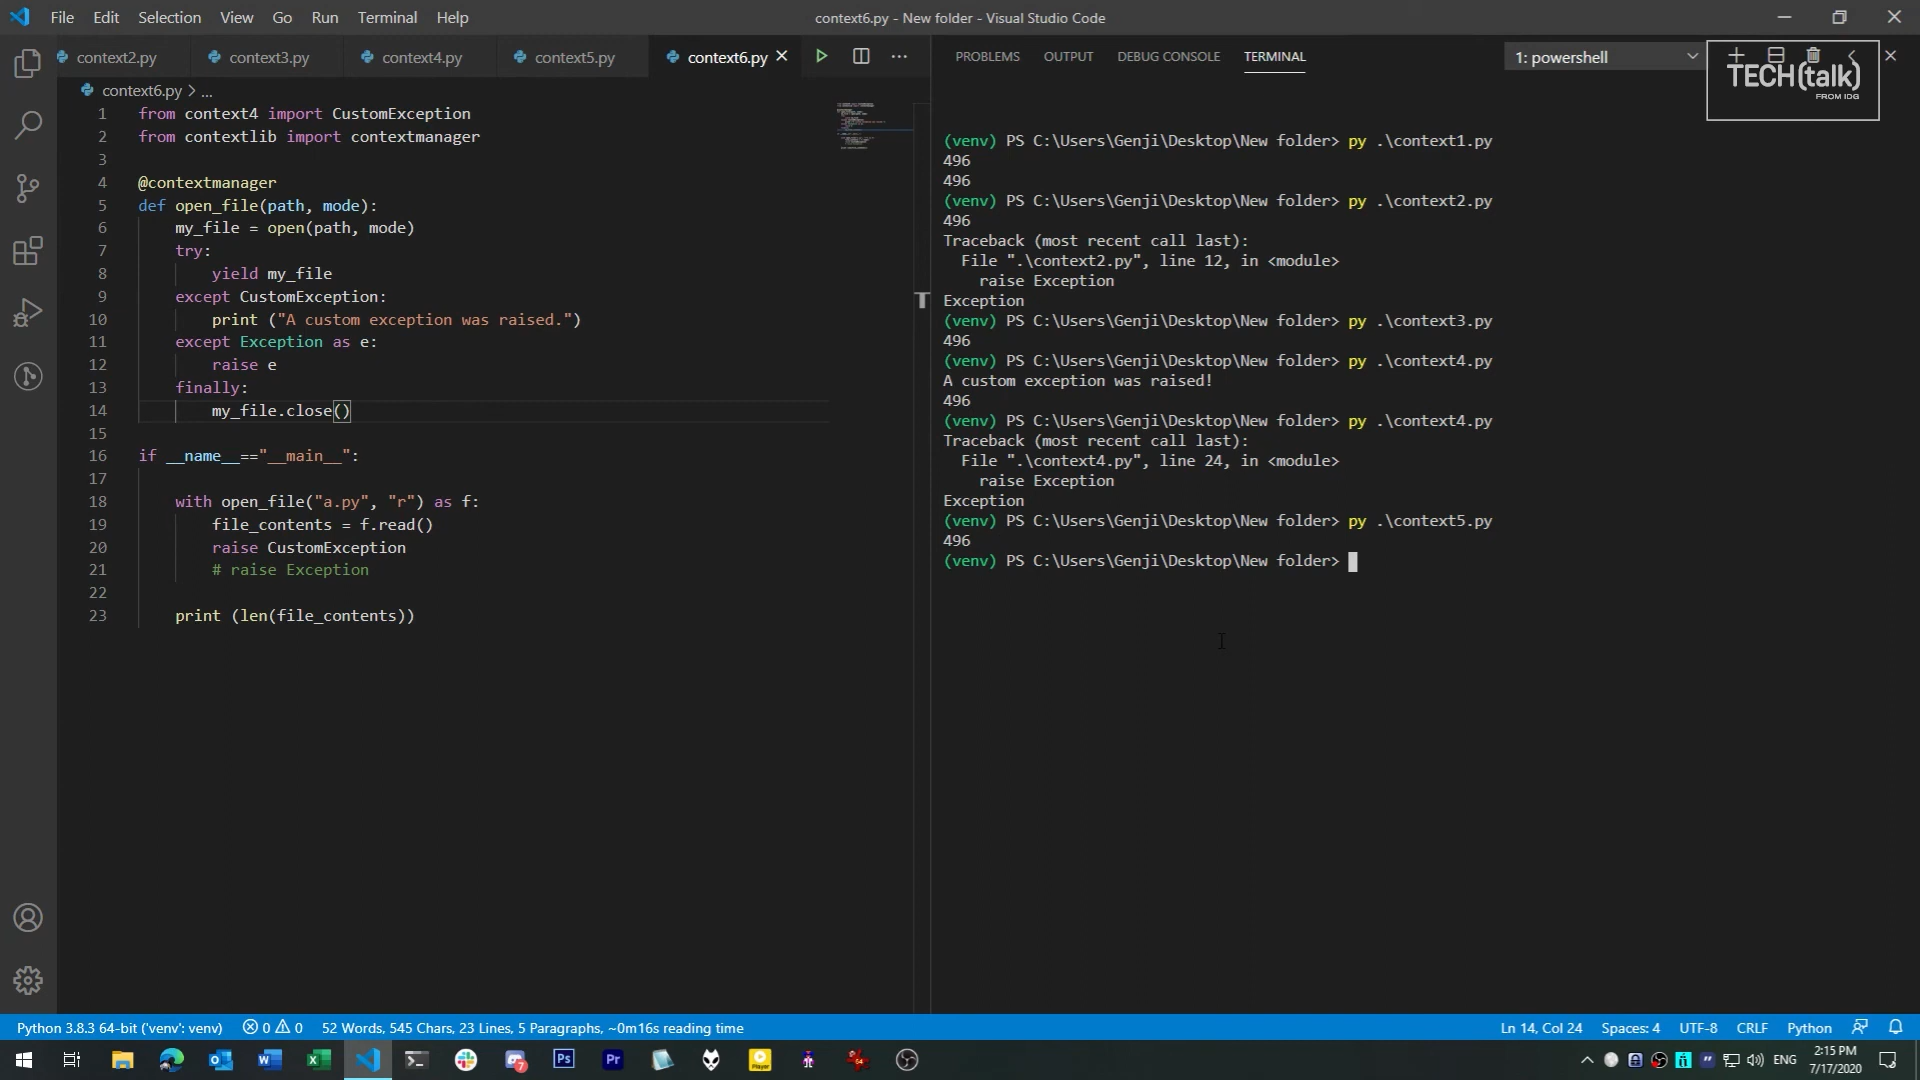 File Edit Selection View Go Run Terminal Help
context6.py - New folder - Visual Studio Code
context2.py context3.py context4.py context5.py context6.py
context6.py > ...
1 from context4 import CustomException
2 from contextlib import contextmanager
3
4 @contextmanager
5 def open_file(path, mode):
6 my_file = open(path, mode)
7 try:
8 yield my_file
9 except CustomException:
10 print ("A custom exception was raised.")
11 except Exception as e:
12 raise e
13 finally:
14 my_file.close()
15
16 if __name__=="__main__":
17
18 with open_file("a.py", "r") as f:
19 file_contents = f.read()
20 raise CustomException
21 # raise Exception
22
23 print (len(file_contents))
PROBLEMS OUTPUT DEBUG CONSOLE TERMINAL
1: powershell
TECH(talk)
FROM IDG
(venv) PS C:\Users\Genji\Desktop\New folder> py .\context1.py
496
496
(venv) PS C:\Users\Genji\Desktop\New folder> py .\context2.py
496
Traceback (most recent call last):
File ".\context2.py", line 12, in <module>
raise Exception
Exception
(venv) PS C:\Users\Genji\Desktop\New folder> py .\context3.py
496
(venv) PS C:\Users\Genji\Desktop\New folder> py .\context4.py
A custom exception was raised!
496
(venv) PS C:\Users\Genji\Desktop\New folder> py .\context4.py
Traceback (most recent call last):
File ".\context4.py", line 24, in <module>
raise Exception
Exception
(venv) PS C:\Users\Genji\Desktop\New folder> py .\context5.py
496
(venv) PS C:\Users\Genji\Desktop\New folder>
Python 3.8.3 64-bit ('venv': venv) 0 0 52 Words, 545 Chars, 23 Lines, 5 Paragraphs, ~0m16s reading time
Ln 14, Col 24 Spaces: 4 UTF-8 CRLF Python
Ps Pr
ENG
2:15 PM
7/17/2020